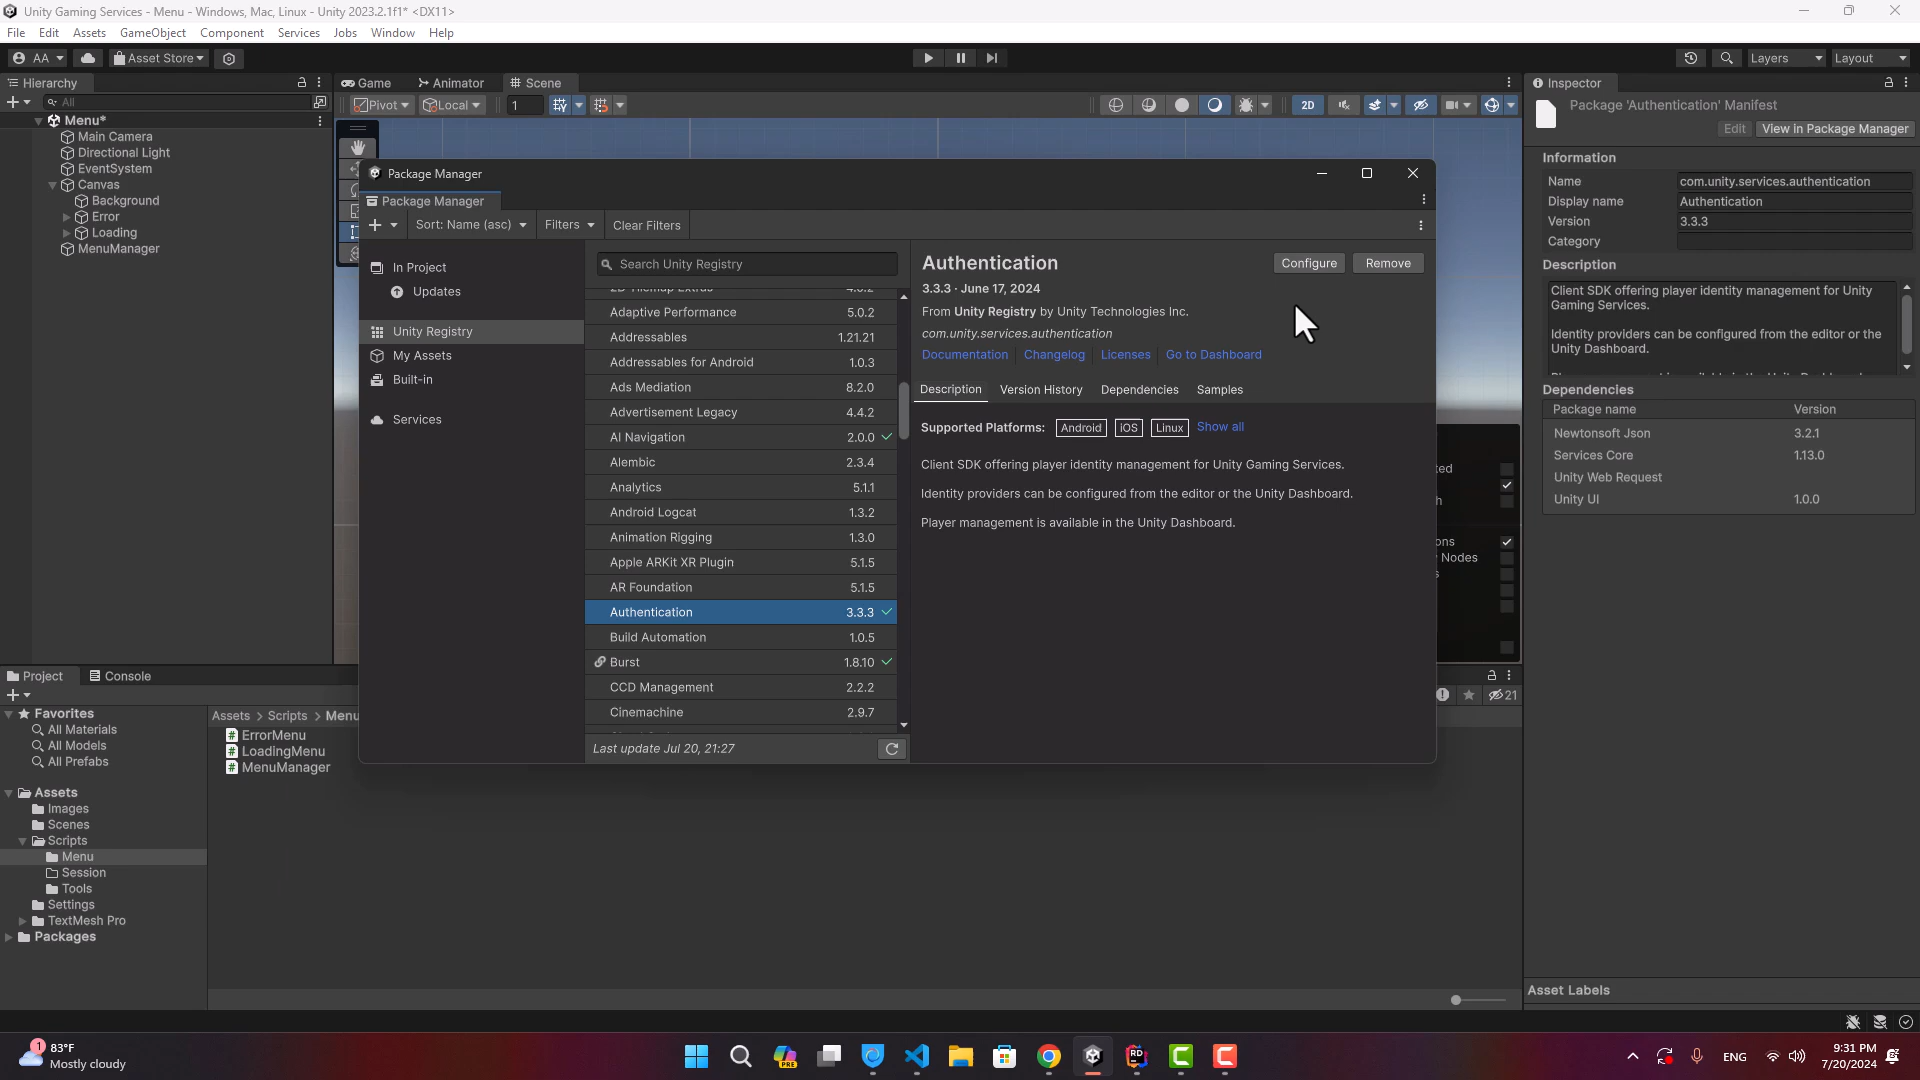 Unity Gaming Services - Menu - Windows, Mac, Linux - Unity 2023.2.1f1* <DX11>
File Edit Assets GameObject Component Services Jobs Window Help
AA Asset Store Layers Layout
Hierarchy Game Animator Scene Inspector
All Pivot Local 1 2D Package 'Authentication' Manifest
Edit View in Package Manager
Menu*
Main Camera
Directional Light
EventSystem
Canvas
Background
Error
Loading
MenuManager
Package Manager
Package Manager
Sort: Name (asc) Filters Clear Filters
In Project
Updates
Unity Registry
My Assets
Built-in
Services
Search Unity Registry
Adaptive Performance 5.0.2
Addressables 1.21.21
Addressables for Android 1.0.3
Ads Mediation 8.2.0
Advertisement Legacy 4.4.2
AI Navigation 2.0.0
Alembic 2.3.4
Analytics 5.1.1
Android Logcat 1.3.2
Animation Rigging 1.3.0
Apple ARKit XR Plugin 5.1.5
AR Foundation 5.1.5
Authentication 3.3.3
Build Automation 1.0.5
Burst 1.8.10
CCD Management 2.2.2
Cinemachine 2.9.7
Last update Jul 20, 21:27
Authentication Configure Remove
3.3.3 · June 17, 2024
From Unity Registry by Unity Technologies Inc.
com.unity.services.authentication
Documentation Changelog Licenses Go to Dashboard
Description Version History Dependencies Samples
Supported Platforms: Android iOS Linux Show all
Client SDK offering player identity management for Unity Gaming Services.
Identity providers can be configured from the editor or the Unity Dashboard.
Player management is available in the Unity Dashboard.
Information
Name com.unity.services.authentication
Display name Authentication
Version 3.3.3
Category
Description
Client SDK offering player identity management for Unity
Gaming Services.
Identity providers can be configured from the editor or the
Unity Dashboard.
Dependencies
Package name Version
Newtonsoft Json 3.2.1
Services Core 1.13.0
Unity Web Request
Unity UI 1.0.0
ted
h
ons
Nodes
s
Project Console
21
Favorites
All Materials
All Models
All Prefabs
Assets
Images
Scenes
Scripts
Menu
Session
Tools
Settings
TextMesh Pro
Packages
Assets > Scripts > Menu
ErrorMenu
LoadingMenu
MenuManager
Asset Labels
1
83°F
Mostly cloudy
PRE
RD
ENG
9:31 PM
7/20/2024